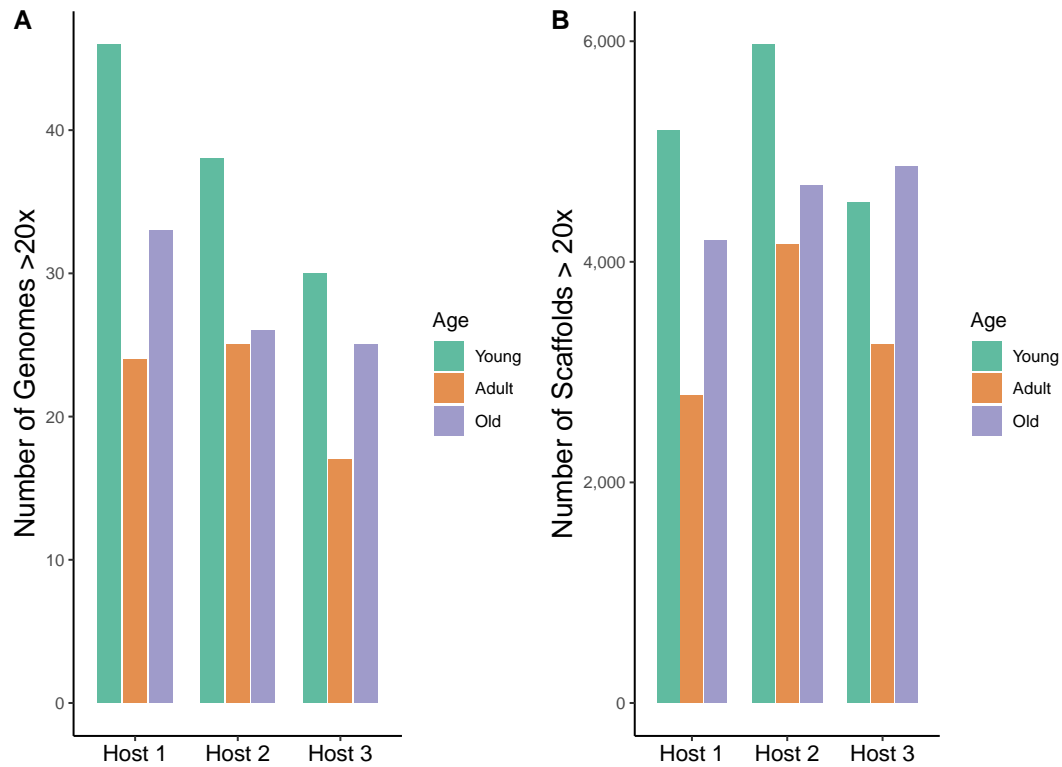 A
Number of Genomes >20x
40
30
20
10
0
Host 1 Host 2 Host 3
Age
Young
Adult
Old
B
Number of Scaffolds > 20x
6,000
4,000
2,000
0
Host 1 Host 2 Host 3
Age
Young
Adult
Old